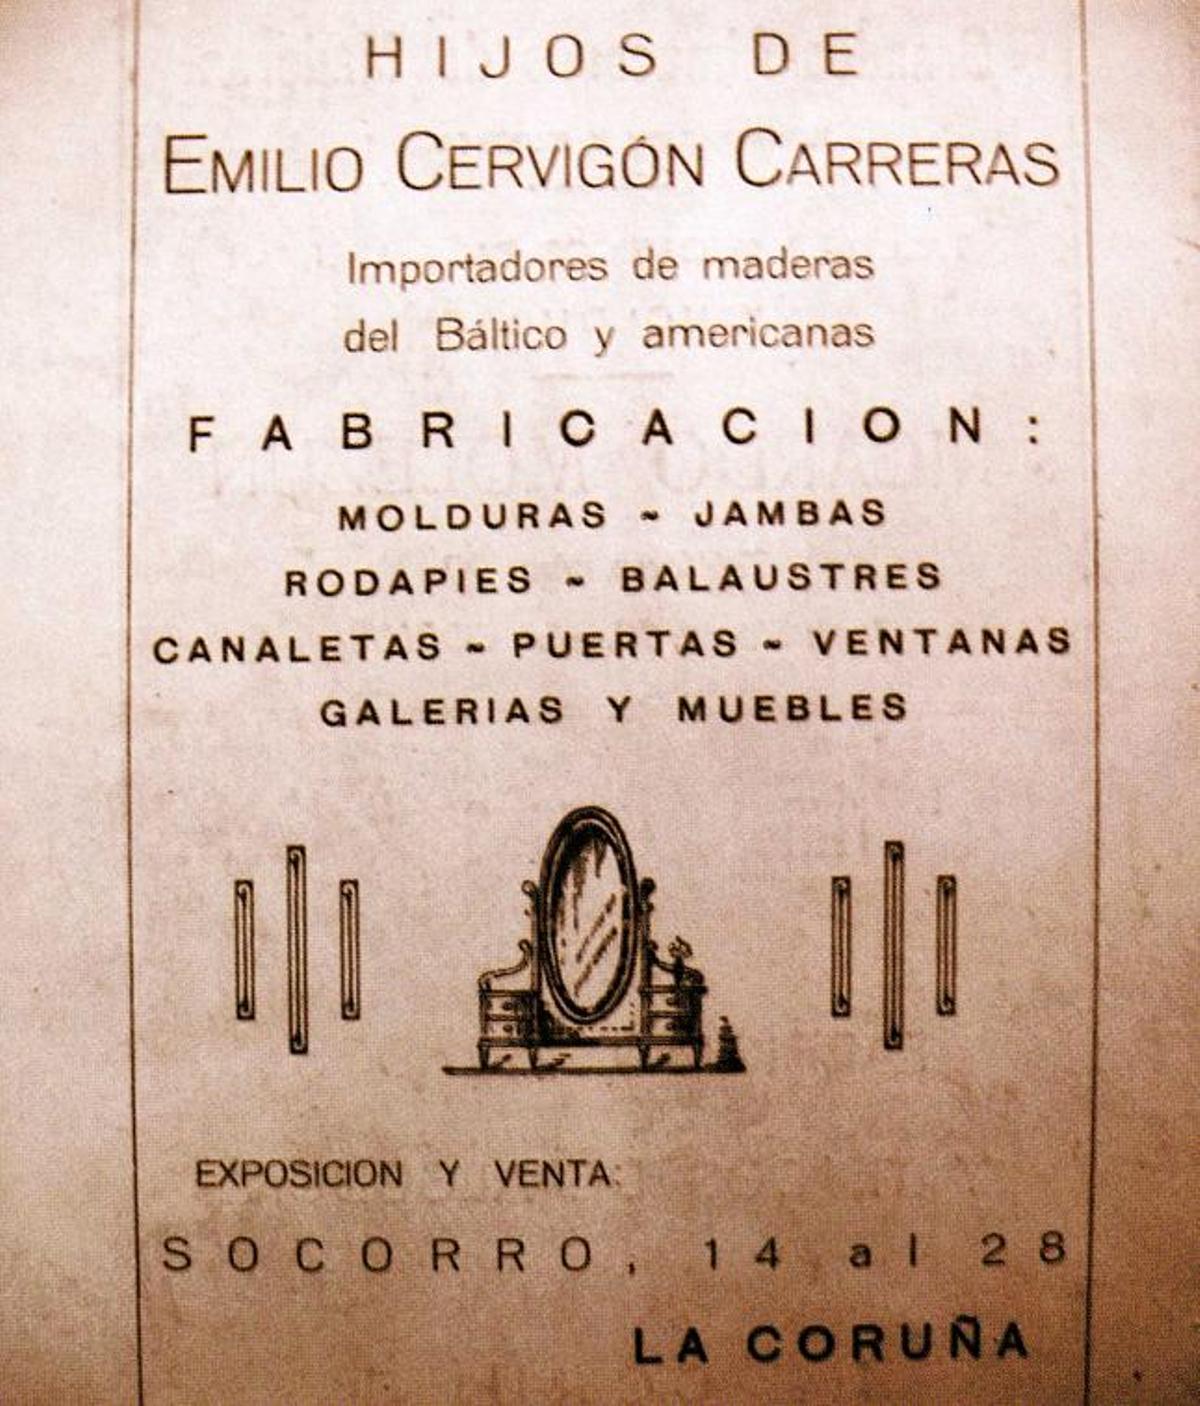 HIJOS DE
EMILIO CERVIGÓN CARRERAS
Importadores de maderas
del Báltico y americanas
FABRICACION:
MOLDURAS ~ JAMBAS
RODAPIES ~ BALAUSTRES
CANALETAS ~ PUERTAS ~ VENTANAS
GALERIAS Y MUEBLES
EXPOSICION Y VENTA:
SOCORRO, 14 al 28
LA CORUÑA